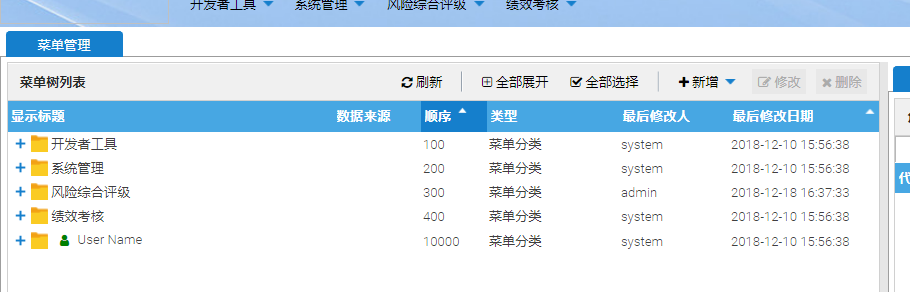 开发者工具 系统管理 风险综合评级 绩效考核
菜单管理
菜单树列表 刷新 全部展开 全部选择 新增 修改 删除
显示标题 数据来源 顺序 类型 最后修改人 最后修改日期
开发者工具 100 菜单分类 system 2018-12-10 15:56:38
系统管理 200 菜单分类 system 2018-12-10 15:56:38
风险综合评级 300 菜单分类 admin 2018-12-18 16:37:33
绩效考核 400 菜单分类 system 2018-12-10 15:56:38
User Name 10000 菜单分类 system 2018-12-10 15:56:38
代